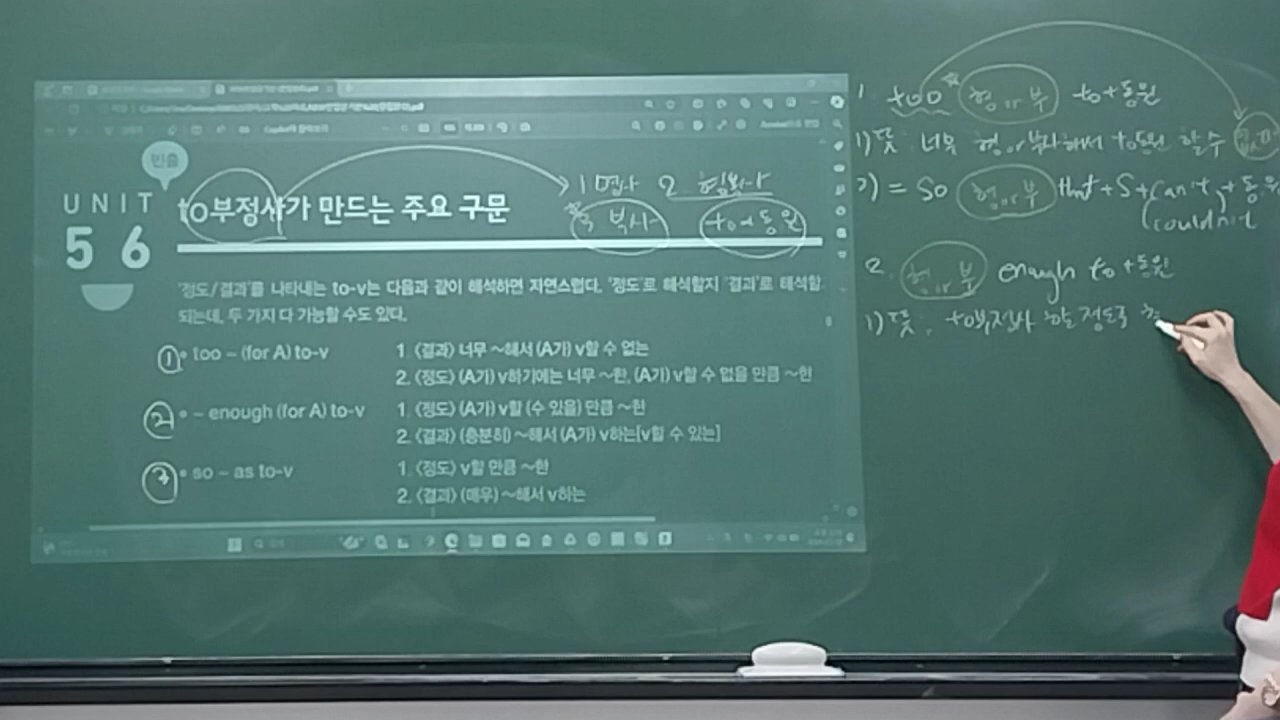 빈출
UNIT
56
to부정사가 만드는 주요 구문
1 명사 2 형용사
3 부사 to+동원
'정도/결과'를 나타내는 to-v는 다음과 같이 해석하면 자연스럽다. '정도'로 해석할지 '결과'로 해석할
되는데, 두 가지 다 가능할 수도 있다.
① • too ~ (for A) to-v
1. 〈결과〉 너무 ~해서 (A가) v할 수 없는
2. 〈정도〉 (A가) v하기에는 너무 ~한, (A가) v할 수 없을 만큼 ~한
② • ~ enough (for A) to-v
1. 〈정도〉 (A가) v할 (수 있을) 만큼 ~한
2. 〈결과〉 (충분히) ~해서 (A가) v하는[v할 수 있는]
③ • so ~ as to-v
1. 〈정도〉 v할 만큼 ~한
2. 〈결과〉 (매우) ~해서 v하는
1 too 형 or 부 to+동원
1) 뜻 너무 형 or 부사해서 to동원 할 수 없다
2) = so 형 or 부 that+S+can't + 동원
couldn't
2. 형 or 부 enough to+동원
1) 뜻. to부정사 할 정도로